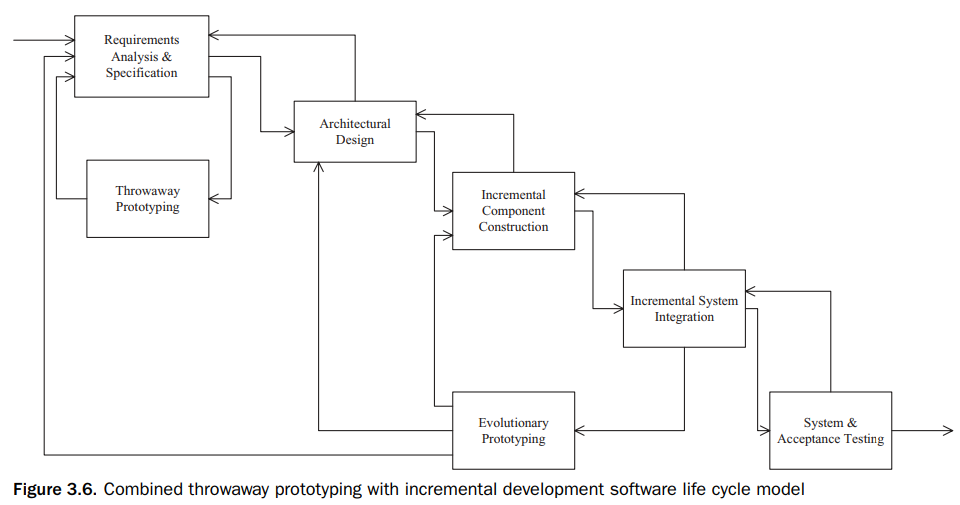 Requirements
Analysis &
Specification
Architectural
Design
Throwaway
Prototyping
Incremental
Component
Construction
Incremental System
Integration
Evolutionary
Prototyping
System &
Acceptance Testing
Figure 3.6. Combined throwaway prototyping with incremental development software life cycle model